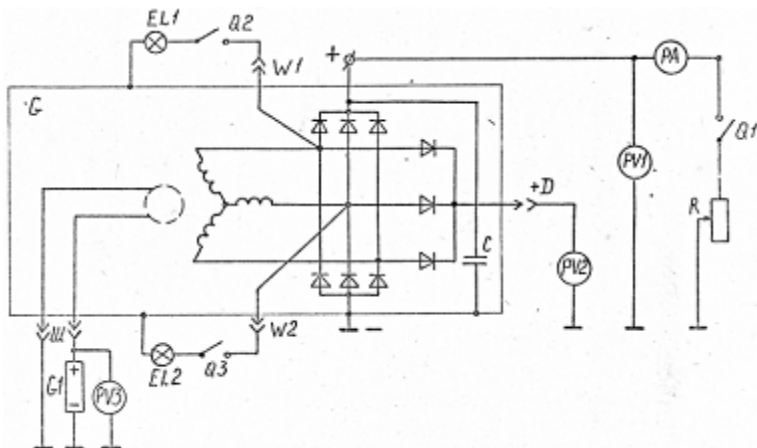 EL1
Q2
W1
+
PA
G
Q1
PV1
+D
R
C
PV2
Ш
W2
-
G1
+
-
PV3
EL2
Q3